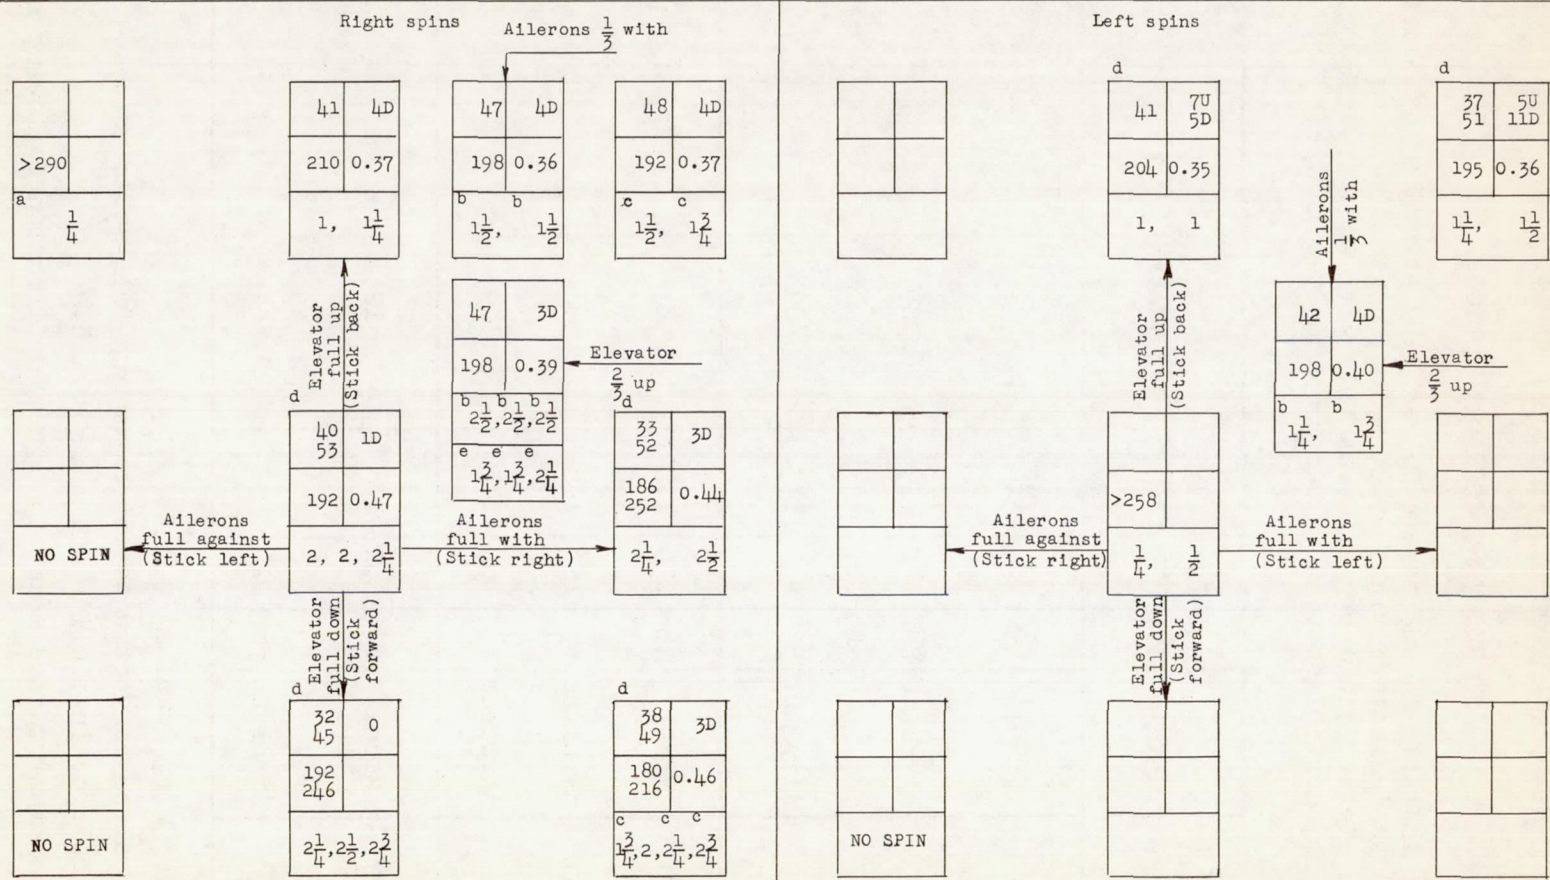 Right spins
Left spins
Ailerons 1/3 with
>290
a
1/4
41 4D
210 0.37
1, 1 1/4
47 4D
198 0.36
b b
1 1/2, 1 1/2
48 4D
192 0.37
c c
1 1/2, 1 3/4
d
41 7U 5D
204 0.35
1, 1
d
37 51 5U 11D
195 0.36
1 1/4, 1 1/2
Elevator full up (Stick back)
47 3D
198 0.39
b b b
2 1/2, 2 1/2, 2 1/2
e e e
1 3/4, 1 3/4, 2 1/4
Elevator 2/3 up
Elevator full up (Stick back)
Ailerons 1/3 with
42 4D
198 0.40
b b
1 1/4, 1 3/4
Elevator 2/3 up
NO SPIN
Ailerons full against (Stick left)
d
40 53 1D
192 0.47
2, 2, 2 1/4
Ailerons full with (Stick right)
d
33 52 3D
186 252 0.44
2 1/4, 2 1/2
Ailerons full against (Stick right)
>258
1/4, 1/2
Ailerons full with (Stick left)
Elevator full down (Stick forward)
Elevator full down (Stick forward)
NO SPIN
d
32 45 0
192 246
2 1/4, 2 1/2, 2 3/4
d
38 49 3D
180 216 0.46
c c c
1 3/4, 2, 2 1/4, 2 3/4
NO SPIN